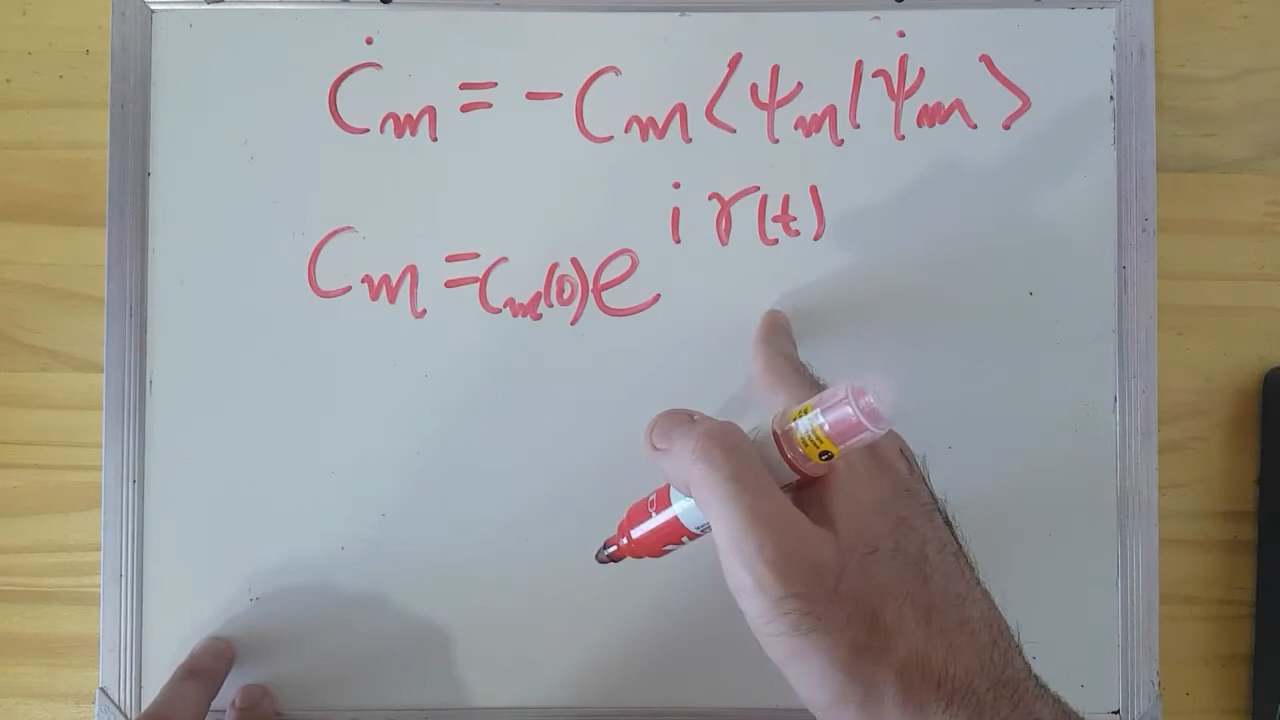 Ċm = - Cm⟨ψm|ψ̇m⟩
Cm = Cm(0)e^{iγ(t)}